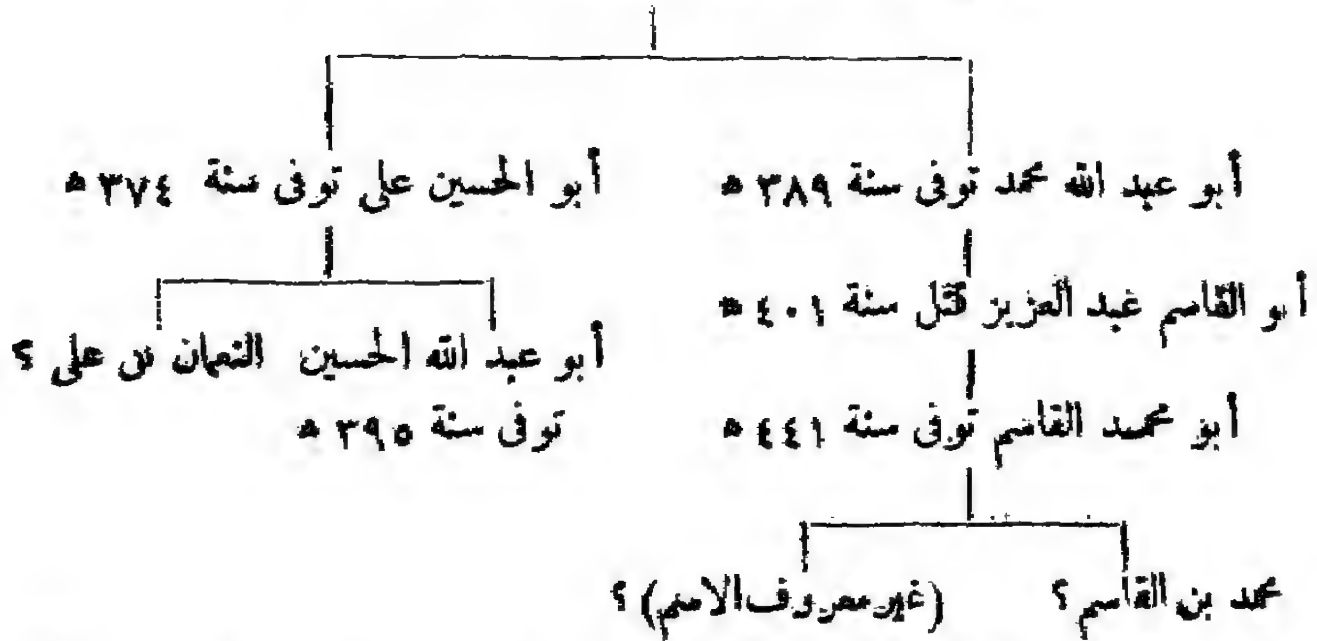 أبو عبد الله محمد توفى سنة ٣٨٩ ه
أبو الحسين على توفى سنة ٣٧٤ ه
أبو القاسم عبد العزيز قتل سنة ٤٠١ ه
أبو عبد الله الحسين
النعمان بن على ؟
توفى سنة ٣٩٥ ه
أبو محمد القاسم توفى سنة ٤٤١ ه
محمد بن القاسم ؟
(غير معروف الاسم) ؟